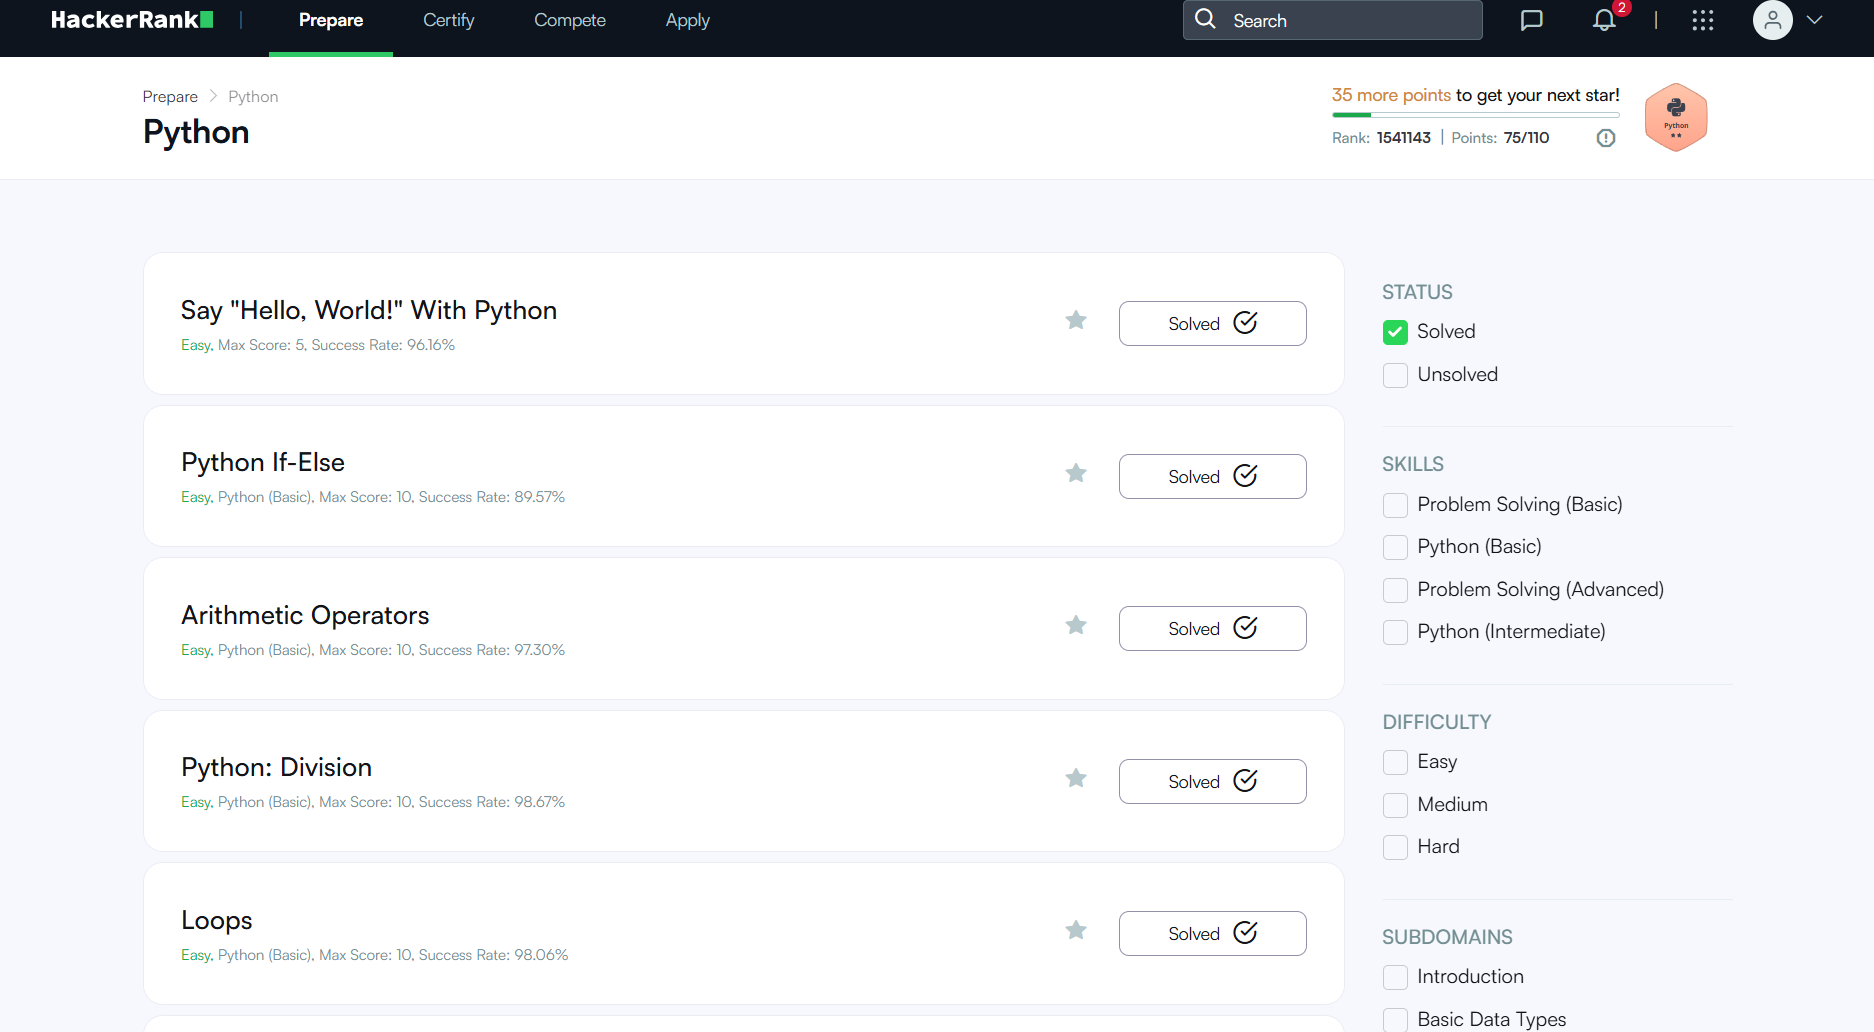 HackerRank | Prepare Certify Compete Apply Search 2 |
Prepare > Python
Python
35 more points to get your next star!
Rank: 1541143 | Points: 75/110
Python
Say "Hello, World!" With Python
Easy, Max Score: 5, Success Rate: 96.16%
Solved
Python If-Else
Easy, Python (Basic), Max Score: 10, Success Rate: 89.57%
Solved
Arithmetic Operators
Easy, Python (Basic), Max Score: 10, Success Rate: 97.30%
Solved
Python: Division
Easy, Python (Basic), Max Score: 10, Success Rate: 98.67%
Solved
Loops
Easy, Python (Basic), Max Score: 10, Success Rate: 98.06%
Solved
STATUS
Solved
Unsolved
SKILLS
Problem Solving (Basic)
Python (Basic)
Problem Solving (Advanced)
Python (Intermediate)
DIFFICULTY
Easy
Medium
Hard
SUBDOMAINS
Introduction
Basic Data Types